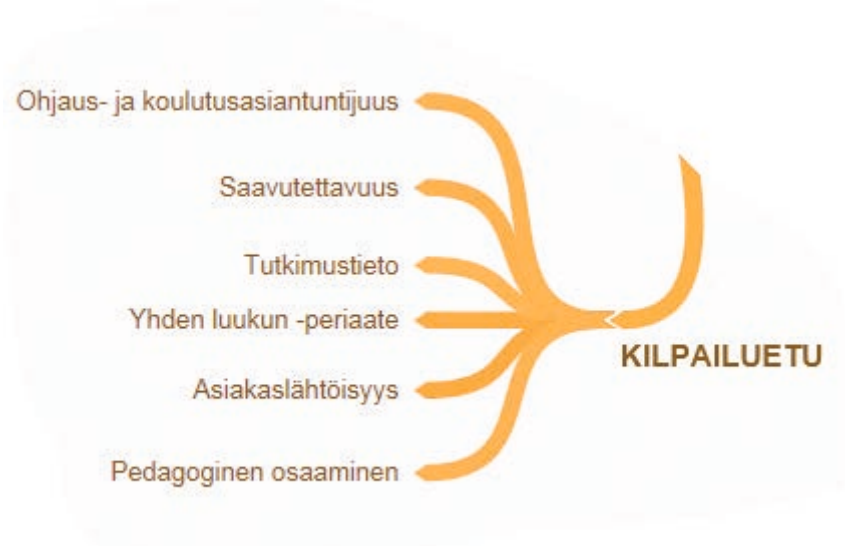 Ohjaus- ja koulutusasiantuntijuus
Saavutettavuus
Tutkimustieto
Yhden luukun -periaate
Asiakaslähtöisyys
Pedagoginen osaaminen
KILPAILUETU